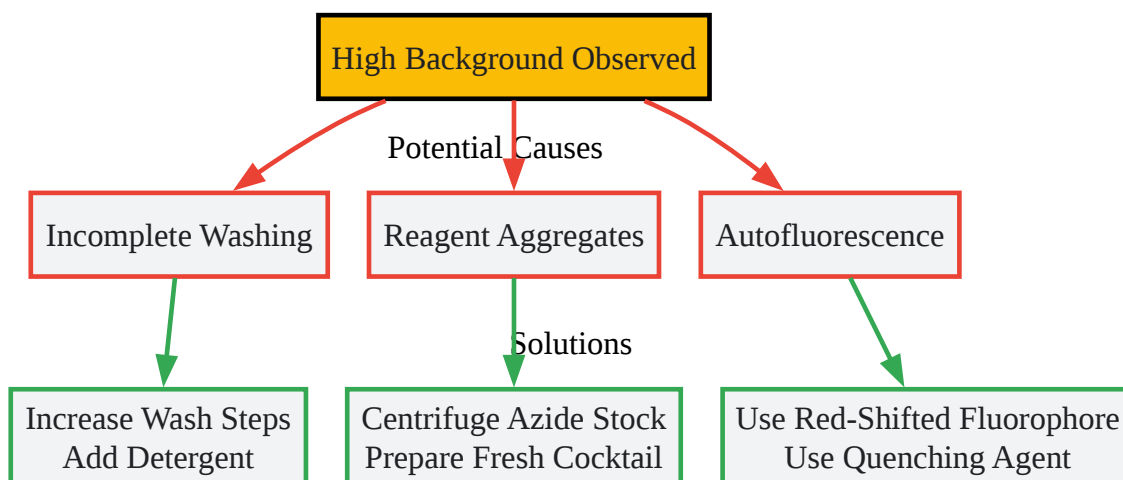 High Background Observed
Potential Causes
Incomplete Washing
Reagent Aggregates
Autofluorescence
Solutions
Increase Wash Steps
Add Detergent
Centrifuge Azide Stock
Prepare Fresh Cocktail
Use Red-Shifted Fluorophore
Use Quenching Agent